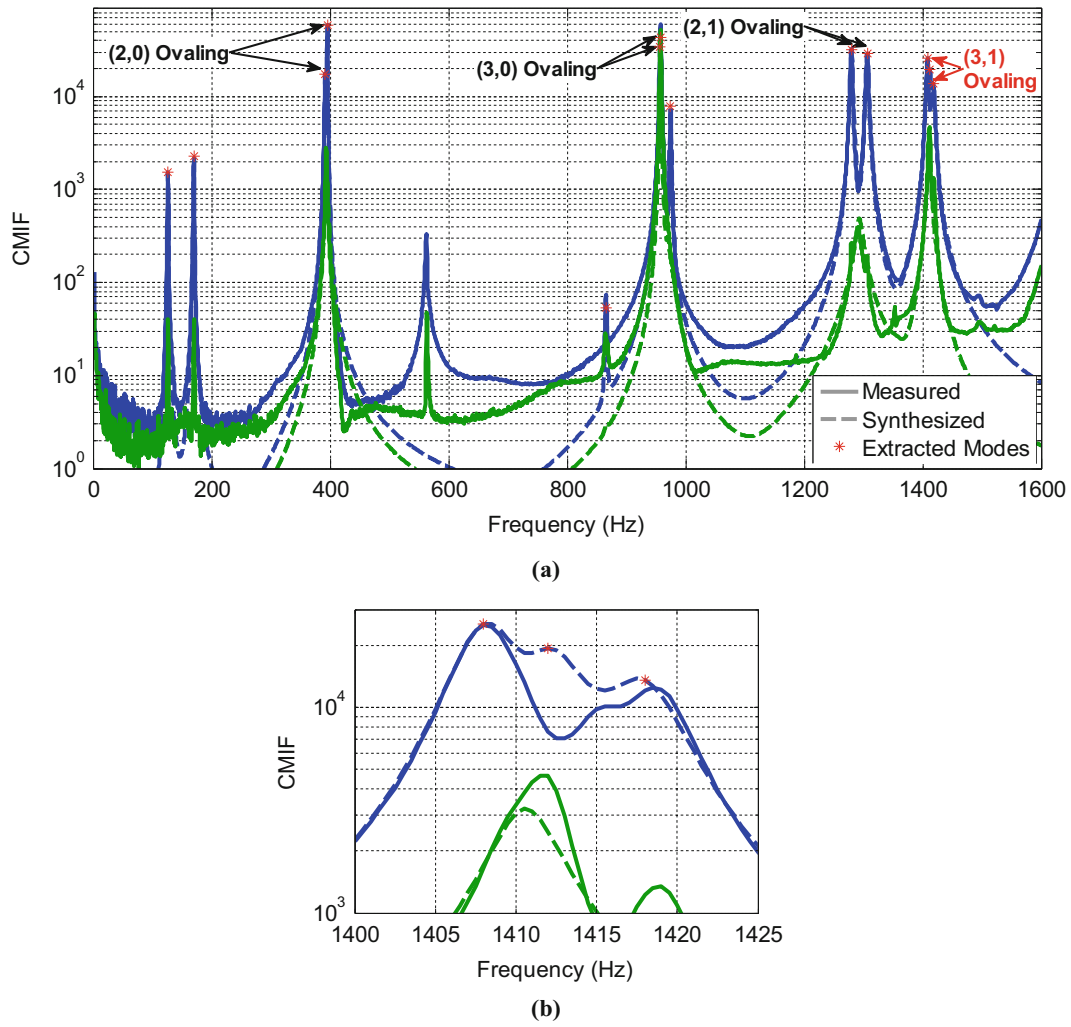 (2,0) Ovaling
(3,0) Ovaling
(2,1) Ovaling
(3,1)
Ovaling
10^4
10^3
10^2
10^1
10^0
CMIF
Measured
Synthesized
Extracted Modes
0 200 400 600 800 1000 1200 1400 1600
Frequency (Hz)
(a)
10^4
10^3
CMIF
1400 1405 1410 1415 1420 1425
Frequency (Hz)
(b)